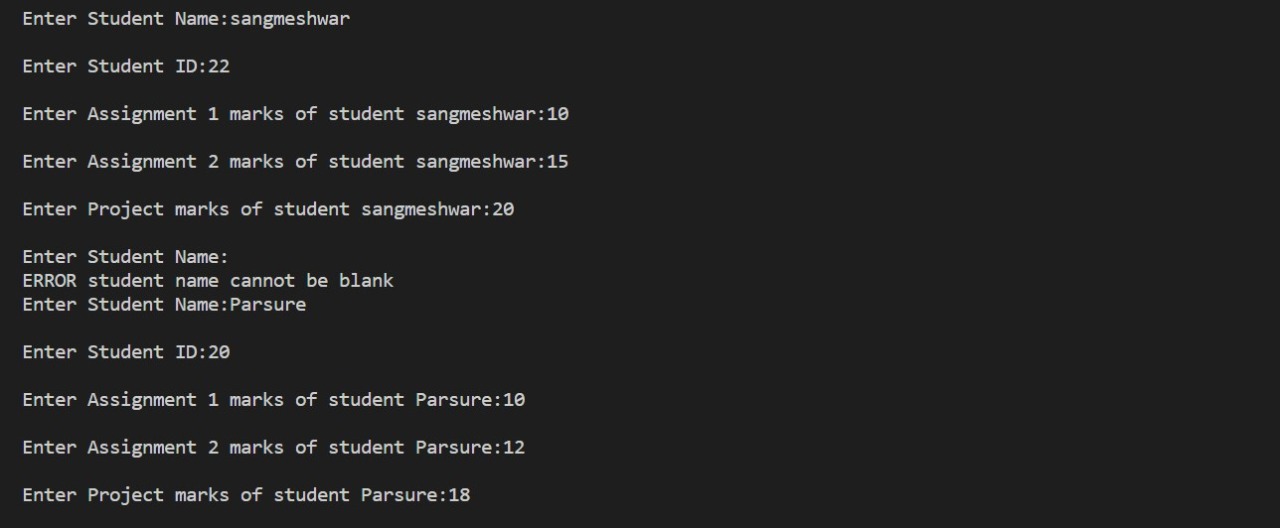 Enter Student Name:sangmeshwar
Enter Student ID:22
Enter Assignment 1 marks of student sangmeshwar:10
Enter Assignment 2 marks of student sangmeshwar:15
Enter Project marks of student sangmeshwar:20
Enter Student Name:
ERROR student name cannot be blank
Enter Student Name:Parsure
Enter Student ID:20
Enter Assignment 1 marks of student Parsure:10
Enter Assignment 2 marks of student Parsure:12
Enter Project marks of student Parsure:18